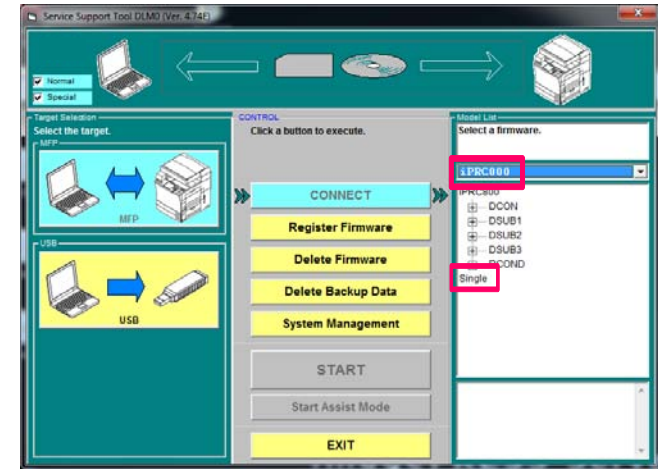 Service Support Tool DLM0 (Ver. 4.74E)
Normal
Special
Target Selection
Select the target.
MFP
MFP
USB
USB
CONTROL
Click a button to execute.
CONNECT
Register Firmware
Delete Firmware
Delete Backup Data
System Management
START
Start Assist Mode
EXIT
Model List
Select a firmware.
iPRC800
iPRC800
DCON
DSUB1
DSUB2
DSUB3
DCOND
Single